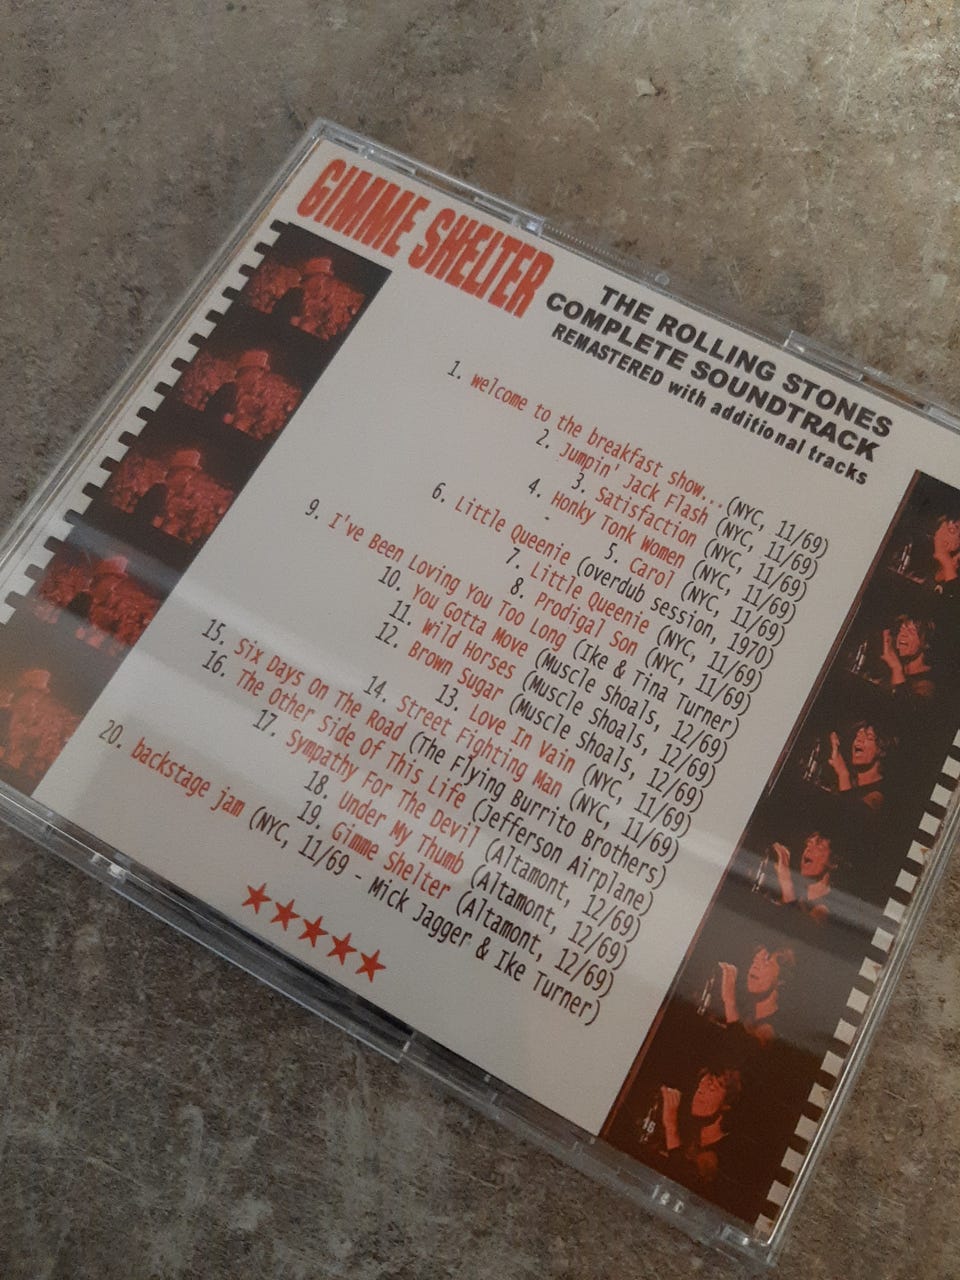 GIMME SHELTER
THE ROLLING STONES
COMPLETE SOUNDTRACK
REMASTERED with additional tracks
1. welcome to the breakfast show... (NYC, 11/69)
2. Jumpin' Jack Flash (NYC, 11/69)
3. Satisfaction (NYC, 11/69)
4. Honky Tonk Women (NYC, 11/69)
5. Carol (NYC, 11/69)
6. Little Queenie (overdub session, 1970)
7. Little Queenie (NYC, 11/69)
8. Prodigal Son (NYC, 11/69)
9. I've Been Loving You Too Long (Ike & Tina Turner)
10. You Gotta Move (Muscle Shoals, 12/69)
11. Wild Horses (Muscle Shoals, 12/69)
12. Brown Sugar (Muscle Shoals, 12/69)
13. Love In Vain (NYC, 11/69)
14. Street Fighting Man (NYC, 11/69)
15. Six Days On The Road (The Flying Burrito Brothers)
16. The Other Side of This Life (Jefferson Airplane)
17. Sympathy For The Devil (Altamont, 12/69)
18. Under My Thumb (Altamont, 12/69)
19. Gimme Shelter (Altamont, 12/69)
20. backstage jam (NYC, 11/69 - Mick Jagger & Ike Turner)